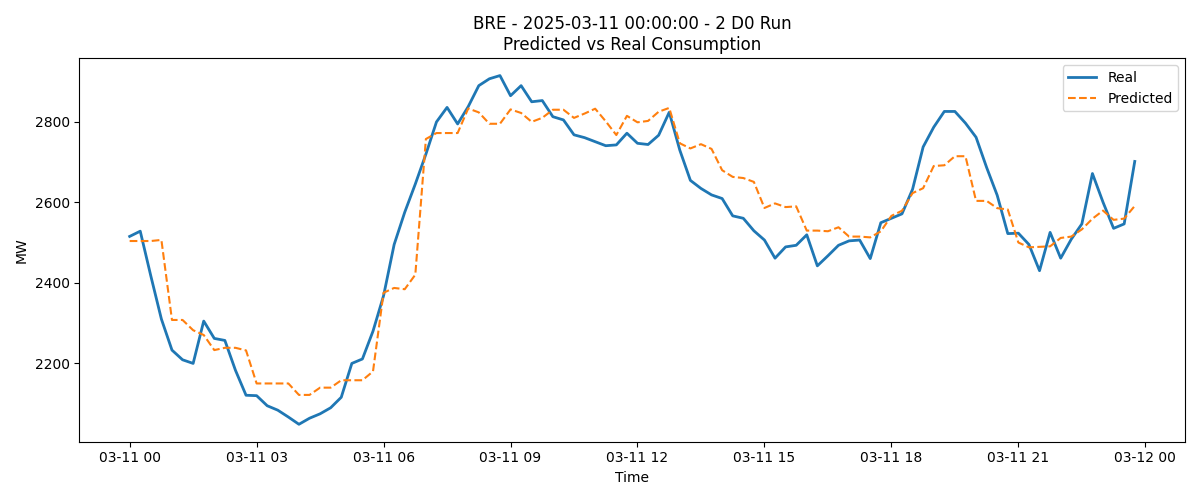 BRE - 2025-03-11 00:00:00 - 2 D0 Run
Predicted vs Real Consumption
Real
Predicted
MW
2800
2600
2400
2200
03-11 00
03-11 03
03-11 06
03-11 09
03-11 12
03-11 15
03-11 18
03-11 21
03-12 00
Time